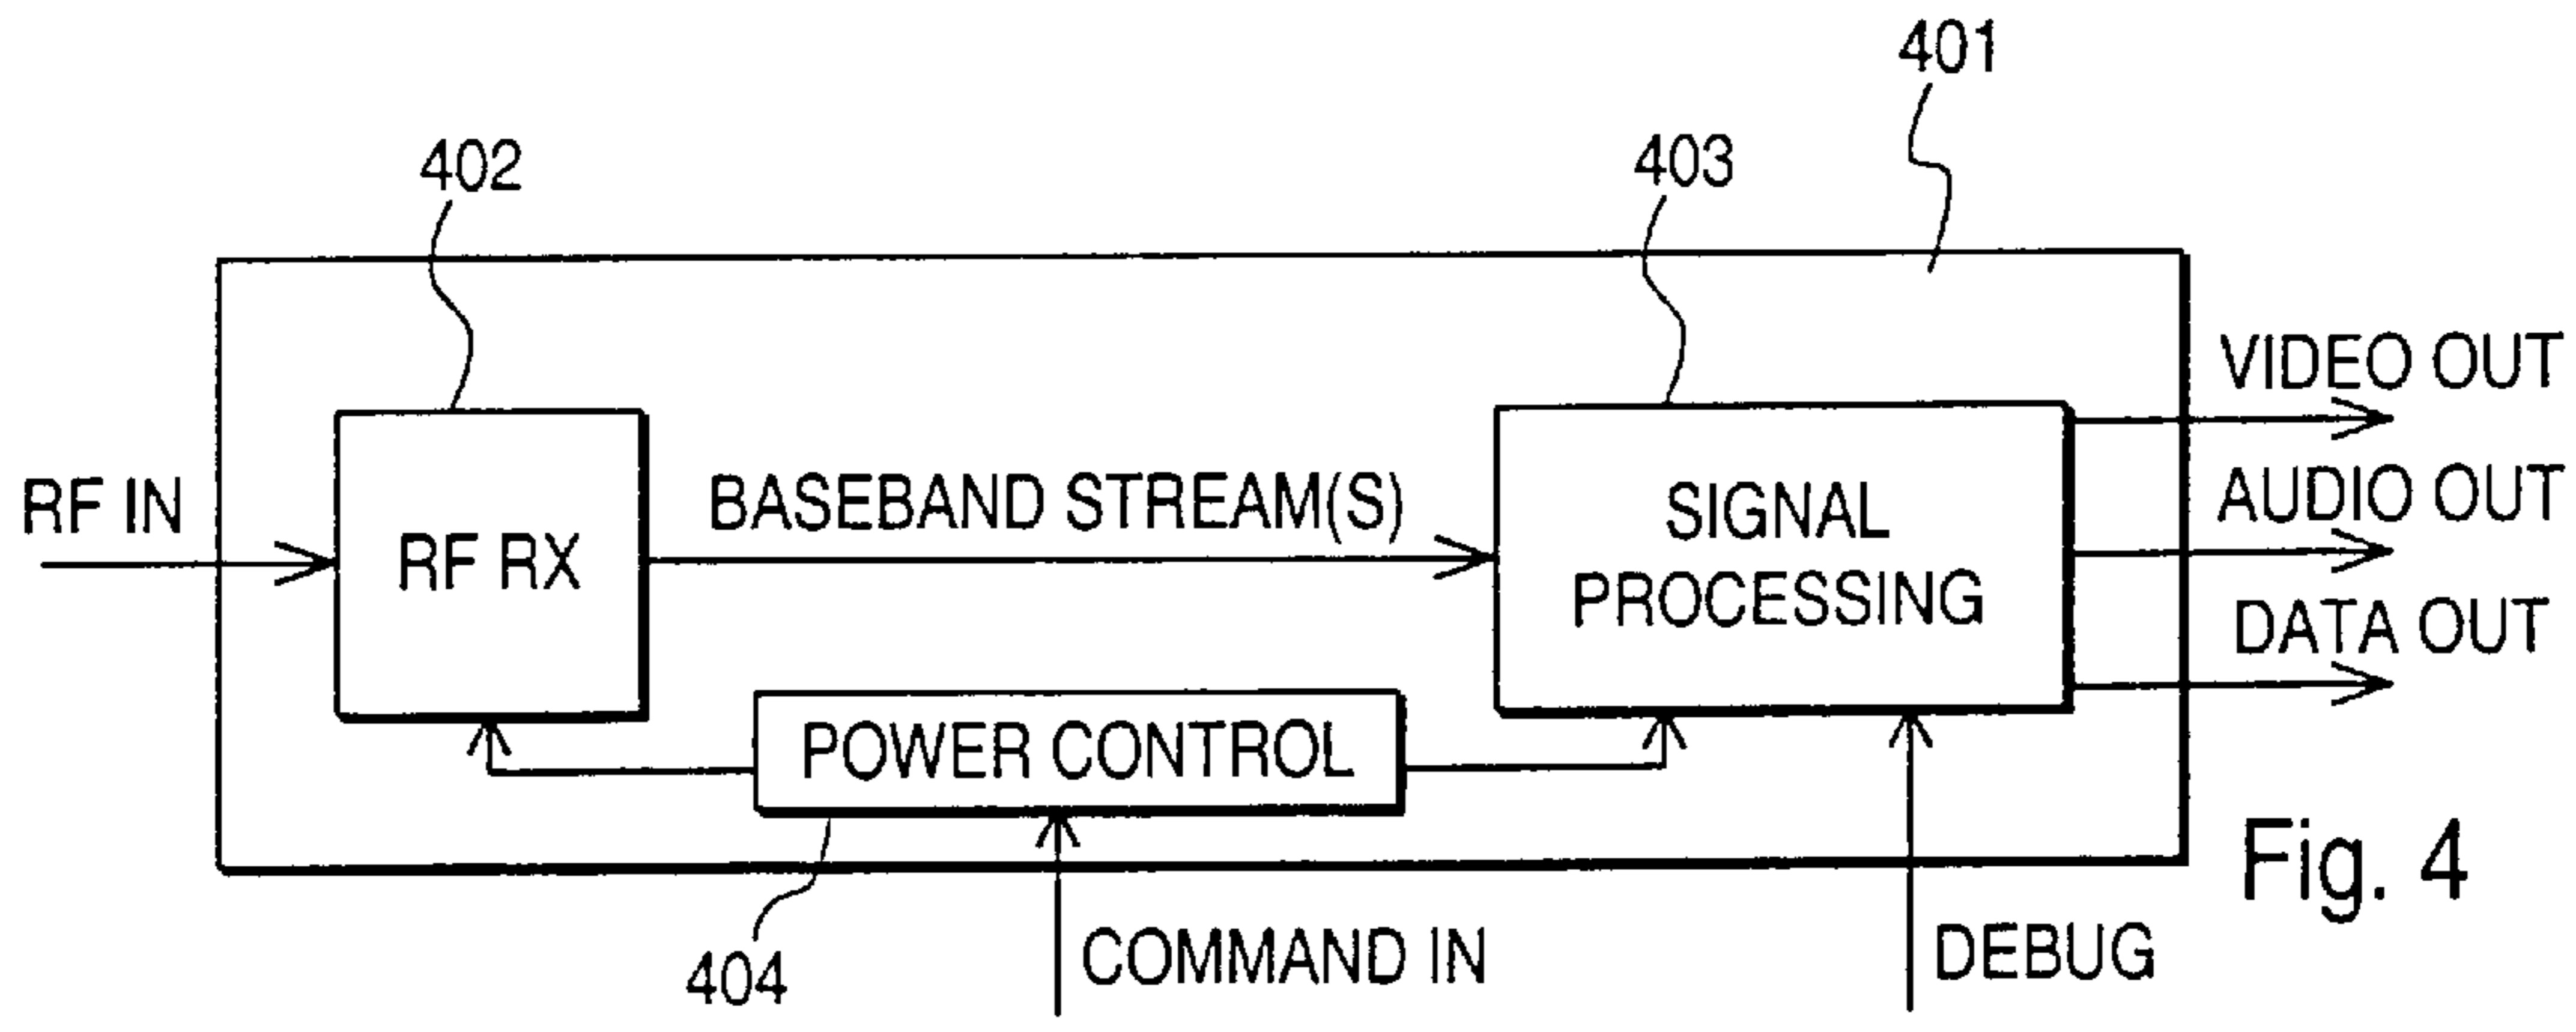 401
402
403
VIDEO OUT
RF IN
BASEBAND STREAM(S)
AUDIO OUT
RF RX
SIGNAL
PROCESSING
DATA OUT
POWER CONTROL
Fig. 4
404
COMMAND IN
DEBUG